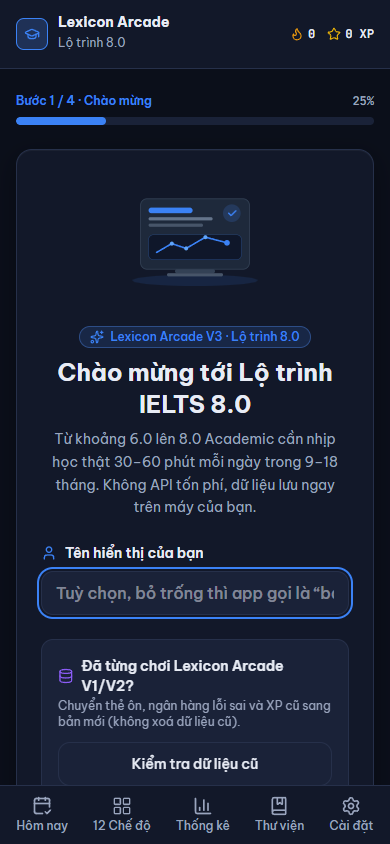 Lexicon Arcade
Lộ trình 8.0
0
0 XP
Bước 1 / 4 · Chào mừng
25%
Lexicon Arcade V3 · Lộ trình 8.0
Chào mừng tới Lộ trình
IELTS 8.0
Từ khoảng 6.0 lên 8.0 Academic cần nhịp
học thật 30–60 phút mỗi ngày trong 9–18
tháng. Không API tốn phí, dữ liệu lưu ngay
trên máy của bạn.
Tên hiển thị của bạn
Tuỳ chọn, bỏ trống thì app gọi là “bạ
Đã từng chơi Lexicon Arcade
V1/V2?
Chuyển thẻ ôn, ngân hàng lỗi sai và XP cũ sang
bản mới (không xoá dữ liệu cũ).
Kiểm tra dữ liệu cũ
Hôm nay
12 Chế độ
Thống kê
Thư viện
Cài đặt